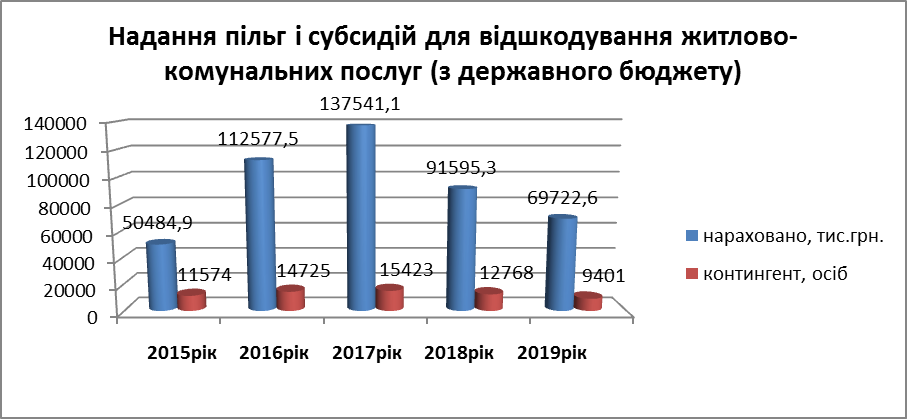 Надання пільг і субсидій для відшкодування житлово-
комунальних послуг (з державного бюджету)
137541,1
140000
112577,5
120000
91595,3
100000
69722,6
80000
50484,9
60000
нараховано, тис.грн.
40000
11574
14725
15423
12768
9401
контингент, осіб
20000
0
2015рік
2016рік
2017рік
2018рік
2019рік